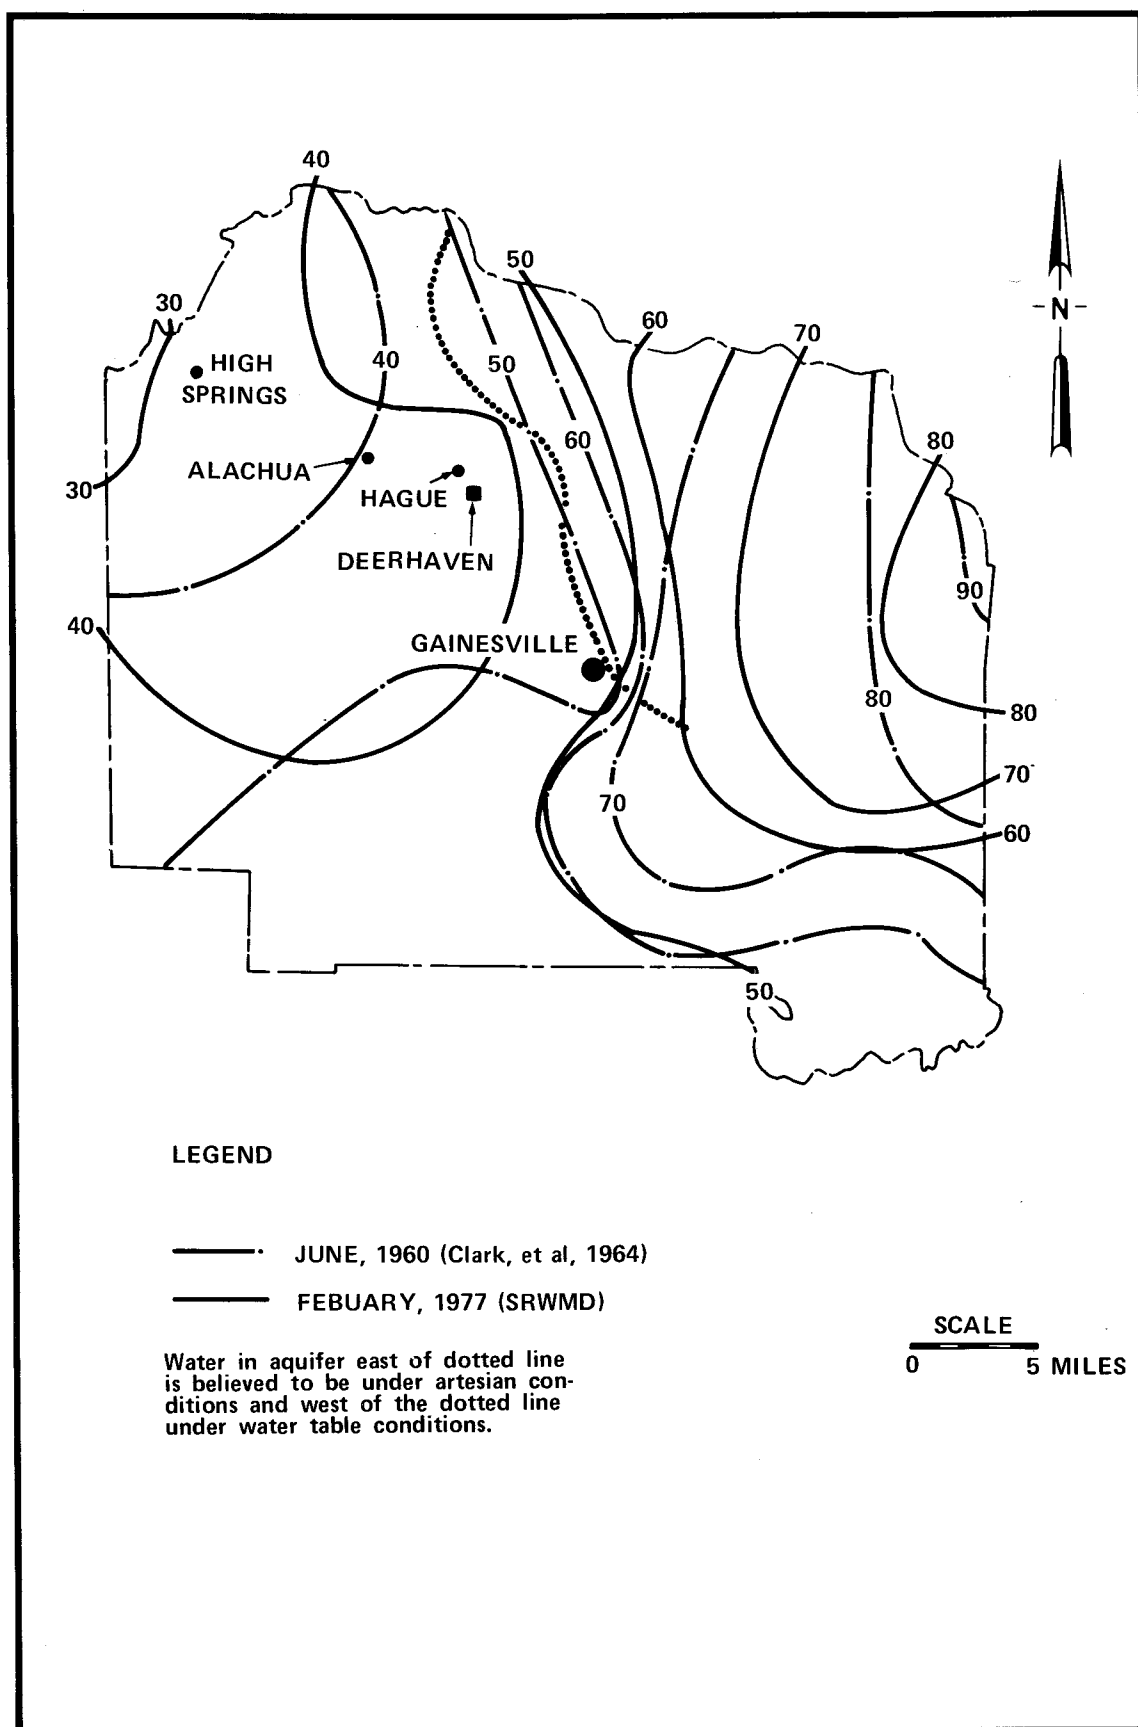 40
50
60
70
30
HIGH
SPRINGS
40
50
-N-
60
80
ALACHUA
HAGUE
30
DEERHAVEN
90
40
GAINESVILLE
80
80
70
70
60
50
LEGEND
JUNE, 1960 (Clark, et al, 1964)
FEBUARY, 1977 (SRWMD)
SCALE
0 5 MILES
Water in aquifer east of dotted line
is believed to be under artesian con-
ditions and west of the dotted line
under water table conditions.